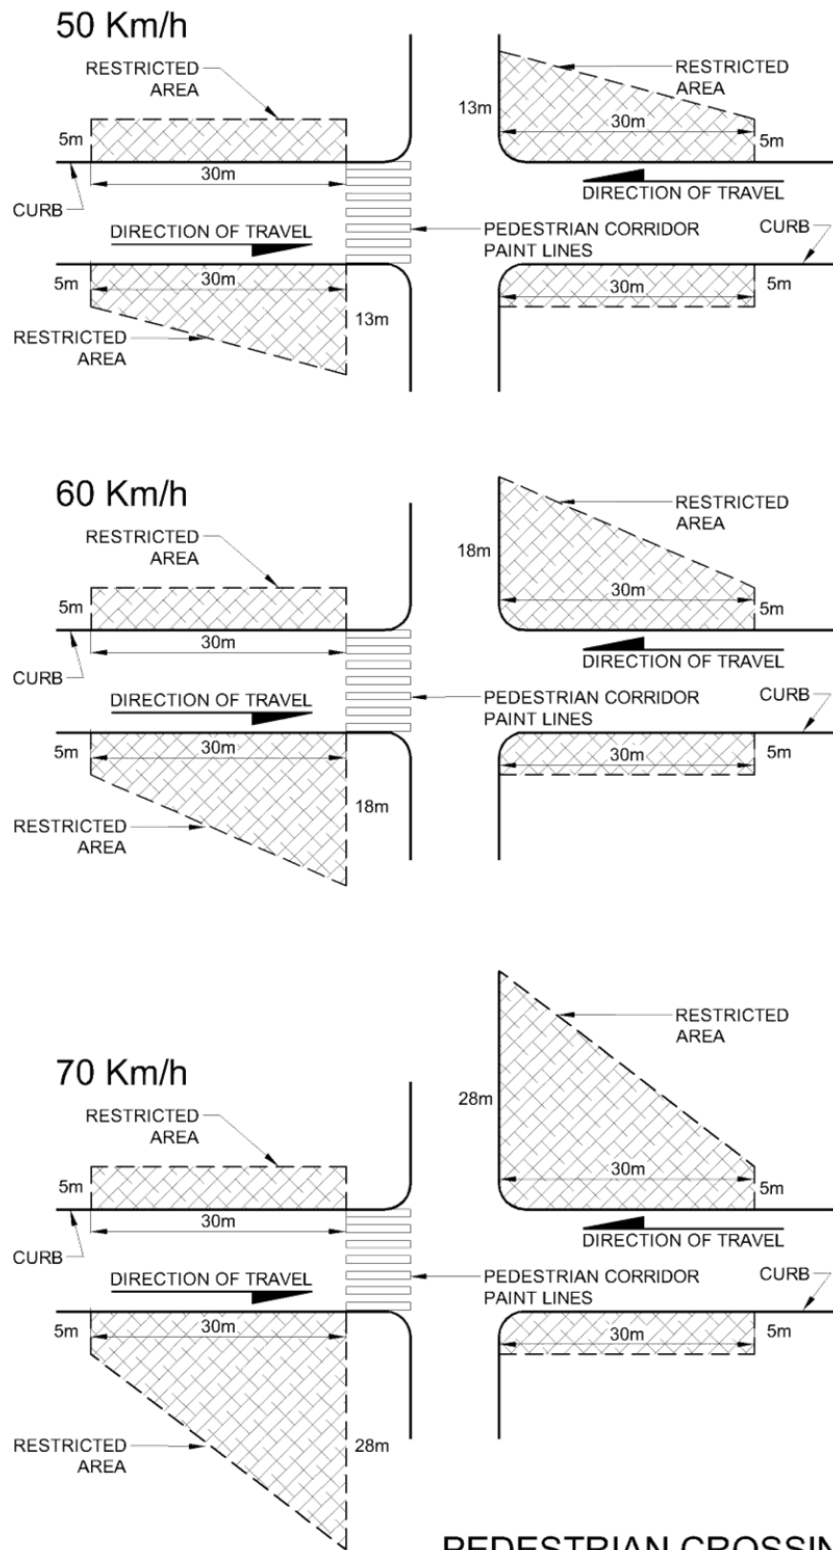 50 Km/h
RESTRICTED
AREA
RESTRICTED
AREA
13m
5m
30m
5m
30m
CURB
DIRECTION OF TRAVEL
DIRECTION OF TRAVEL
PEDESTRIAN CORRIDOR
PAINT LINES
CURB
5m
30m
30m
5m
13m
RESTRICTED
AREA
60 Km/h
RESTRICTED
AREA
RESTRICTED
AREA
18m
5m
30m
5m
30m
CURB
DIRECTION OF TRAVEL
DIRECTION OF TRAVEL
PEDESTRIAN CORRIDOR
PAINT LINES
CURB
5m
30m
30m
5m
18m
RESTRICTED
AREA
RESTRICTED
AREA
70 Km/h
28m
RESTRICTED
AREA
5m
30m
5m
30m
CURB
DIRECTION OF TRAVEL
DIRECTION OF TRAVEL
PEDESTRIAN CORRIDOR
PAINT LINES
CURB
5m
30m
30m
5m
RESTRICTED
AREA
28m
PEDESTRIAN CROSSIN